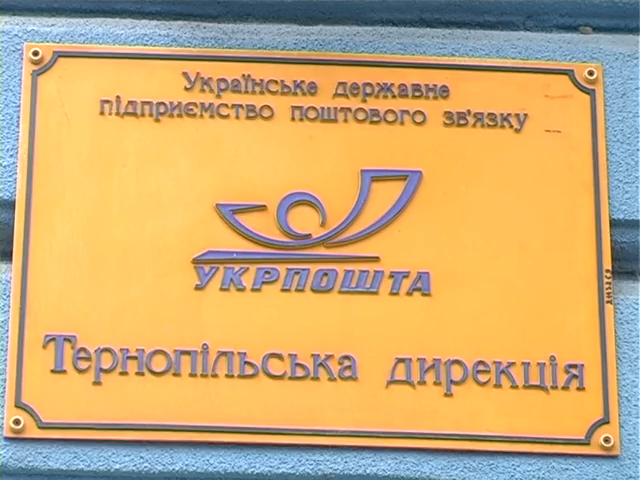 Українське державне
підприємство поштового зв'язку
УКРПОШТА
Тернопільська дирекція